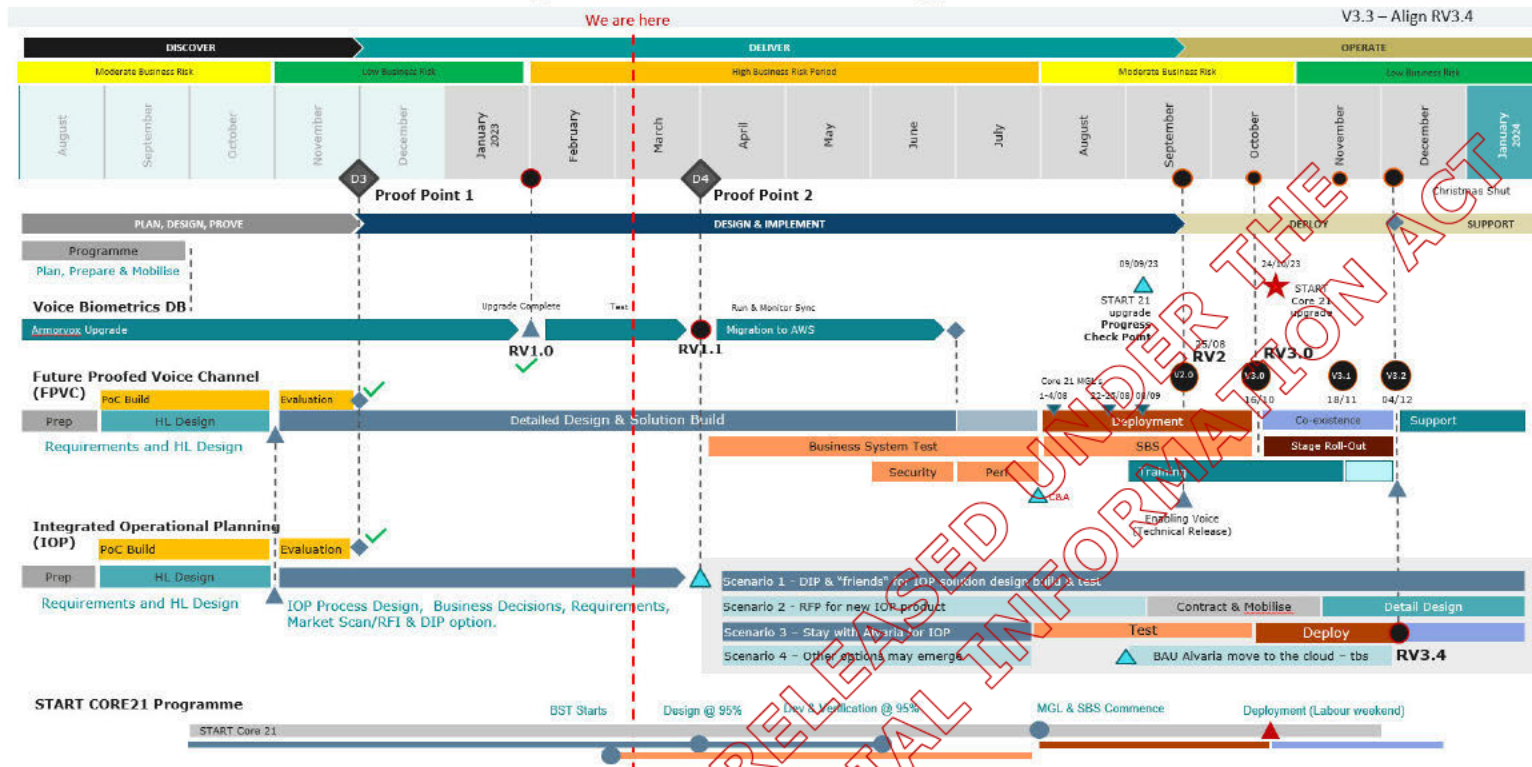 We are here
V3.3 – Align RV3.4
DISCOVER
DELIVER
OPERATE
Moderate Business Risk
Low Business Risk
High Business Risk Period
Moderate Business Risk
Low Business Risk
August
September
October
November
December
January 2023
February
March
April
May
June
July
August
September
October
November
December
January 2024
D3
Proof Point 1
D4
Proof Point 2
Christmas Shut
PLAN, DESIGN, PROVE
DESIGN & IMPLEMENT
DEPLOY
SUPPORT
Programme
Plan, Prepare & Mobilise
09/09/23
24/10/23
START 21
upgrade
Progress
Check Point
START
Core 21
upgrade
Voice Biometrics DB
Upgrade Complete
Test
Run & Monitor Sync
Armorvox Upgrade
Migration to AWS
RV1.0
RV1.1
25/08
RV2
RV3.0
Future Proofed Voice Channel
(FPVC)
V2.0
V3.0
V3.1
V3.2
Core 21 MGL's
1-4/08
22-25/08
09/09
16/10
18/11
04/12
PoC Build
Evaluation
Prep
HL Design
Detailed Design & Solution Build
Deployment
Co-existence
Support
Requirements and HL Design
Business System Test
SBS
Stage Roll-Out
Security
Perf
Training
C&A
Enabling Voice
(Technical Release)
Integrated Operational Planning
(IOP)
PoC Build
Evaluation
Prep
HL Design
Requirements and HL Design
IOP Process Design, Business Decisions, Requirements,
Market Scan/RFI & DIP option.
Scenario 1 - DIP & "friends" for IOP solution design build & test
Scenario 2 - RFP for new IOP product
Contract & Mobilise
Detail Design
Scenario 3 – Stay with Alvaria for IOP
Test
Deploy
Scenario 4 – Other options may emerge
BAU Alvaria move to the cloud – tbs
RV3.4
START CORE21 Programme
BST Starts
Design @ 95%
Dev & Verification @ 95%
MGL & SBS Commence
Deployment (Labour weekend)
START Core 21
RELEASED UNDER THE
INFORMATION ACT